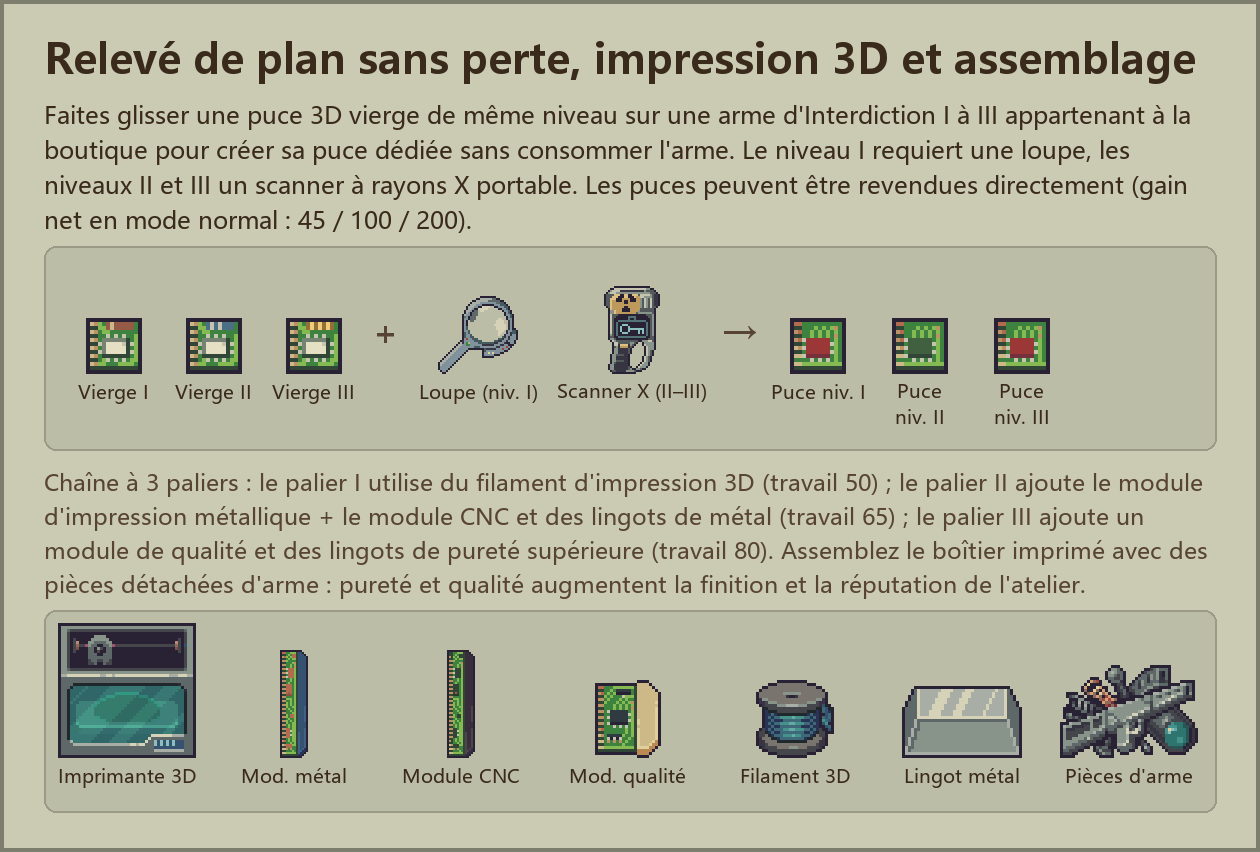 Relevé de plan sans perte, impression 3D et assemblage
Faites glisser une puce 3D vierge de même niveau sur une arme d'Interdiction I à III appartenant à la
boutique pour créer sa puce dédiée sans consommer l'arme. Le niveau I requiert une loupe, les
niveaux II et III un scanner à rayons X portable. Les puces peuvent être revendues directement (gain
net en mode normal : 45 / 100 / 200).
Vierge I Vierge II Vierge III + Loupe (niv. I) Scanner X (II–III) → Puce niv. I Puce niv. II Puce niv. III
Chaîne à 3 paliers : le palier I utilise du filament d'impression 3D (travail 50) ; le palier II ajoute le module
d'impression métallique + le module CNC et des lingots de métal (travail 65) ; le palier III ajoute un
module de qualité et des lingots de pureté supérieure (travail 80). Assemblez le boîtier imprimé avec des
pièces détachées d'arme : pureté et qualité augmentent la finition et la réputation de l'atelier.
Imprimante 3D Mod. métal Module CNC Mod. qualité Filament 3D Lingot métal Pièces d'arme